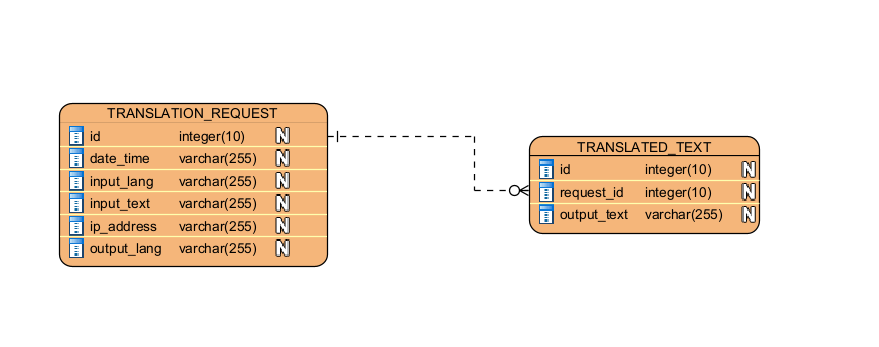 TRANSLATION_REQUEST
id integer(10) N
date_time varchar(255) N
input_lang varchar(255) N
input_text varchar(255) N
ip_address varchar(255) N
output_lang varchar(255) N
TRANSLATED_TEXT
id integer(10) N
request_id integer(10) N
output_text varchar(255) N